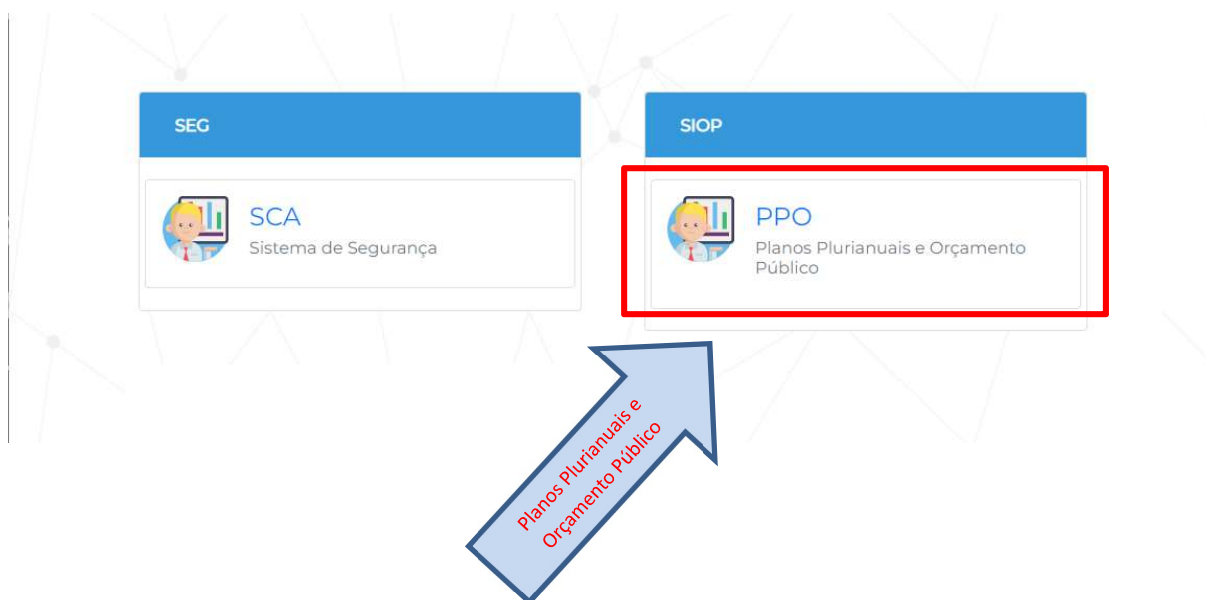 SEG
SCA
Sistema de Segurança
SIOP
PPO
Planos Plurianuais e Orçamento
Público
Planos Plurianuais e
Orçamento Público